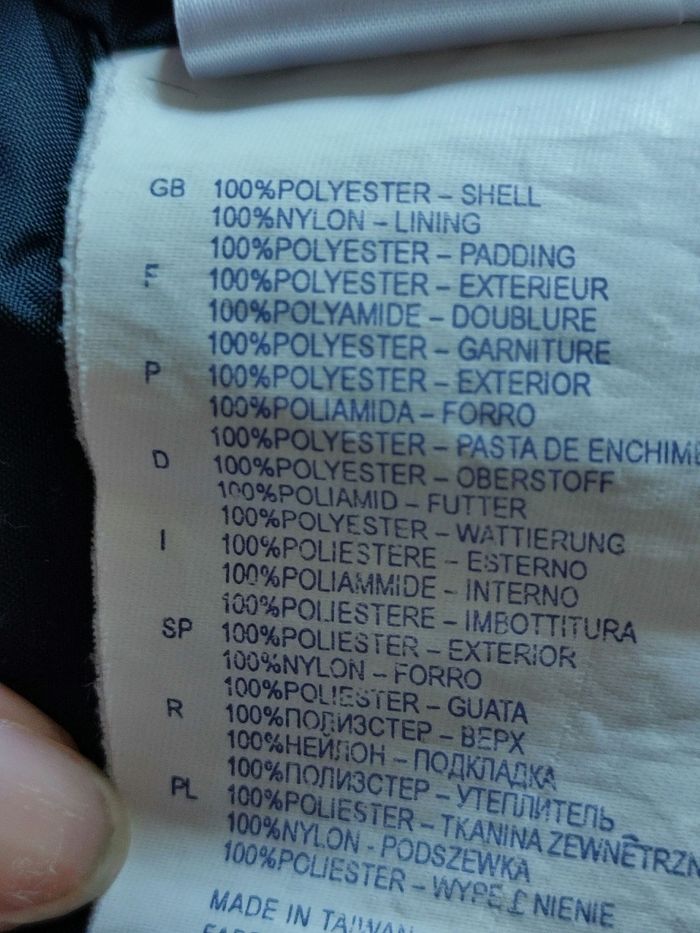 GB 100%POLYESTER – SHELL
100%NYLON – LINING
100%POLYESTER – PADDING
F 100%POLYESTER – EXTERIEUR
100%POLYAMIDE – DOUBLURE
100%POLYESTER – GARNITURE
P 100%POLYESTER – EXTERIOR
100%POLIAMIDA – FORRO
100%POLYESTER – PASTA DE ENCHIM
D 100%POLYESTER – OBERSTOFF
100%POLIAMID – FUTTER
100%POLYESTER – WATTIERUNG
I 100%POLIESTERE – ESTERNO
100%POLIAMMIDE – INTERNO
100%POLIESTERE – IMBOTTITURA
SP 100%POLIESTER – EXTERIOR
100%NYLON – FORRO
100%POLIESTER – GUATA
R 100%ПОЛИЗСТЕР – ВЕРХ
100%НЕЙЛОН – ПОДКЛАДКА
100%ПОЛИЗСТЕР – УТЕПЛИТЕЛЬ
PL 100%POLIESTER – TKANINA ZEWNĘTRZN
100%NYLON - PODSZEWKA
100%POLIESTER – WYPEŁNIENIE
MADE IN TAIWAN